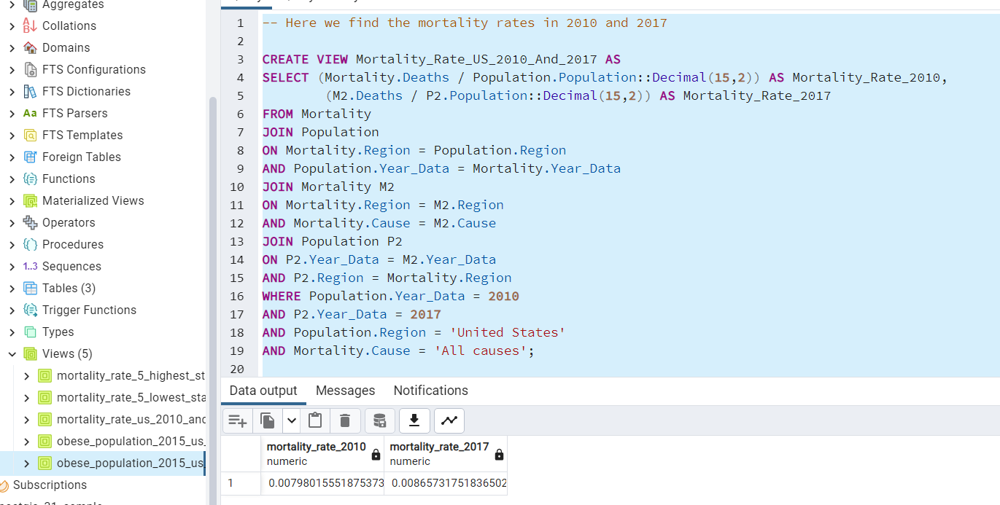 Aggregates
Collations
Domains
FTS Configurations
FTS Dictionaries
Aa FTS Parsers
FTS Templates
Foreign Tables
Functions
Materialized Views
Operators
Procedures
1..3 Sequences
Tables (3)
Trigger Functions
Types
Views (5)
mortality_rate_5_highest_st
mortality_rate_5_lowest_sta
mortality_rate_us_2010_and
obese_population_2015_us_
obese_population_2015_us_
Subscriptions
1 -- Here we find the mortality rates in 2010 and 2017
2
3 CREATE VIEW Mortality_Rate_US_2010_And_2017 AS
4 SELECT (Mortality.Deaths / Population.Population::Decimal(15,2)) AS Mortality_Rate_2010,
5 (M2.Deaths / P2.Population::Decimal(15,2)) AS Mortality_Rate_2017
6 FROM Mortality
7 JOIN Population
8 ON Mortality.Region = Population.Region
9 AND Population.Year_Data = Mortality.Year_Data
10 JOIN Mortality M2
11 ON Mortality.Region = M2.Region
12 AND Mortality.Cause = M2.Cause
13 JOIN Population P2
14 ON P2.Year_Data = M2.Year_Data
15 AND P2.Region = Mortality.Region
16 WHERE Population.Year_Data = 2010
17 AND P2.Year_Data = 2017
18 AND Population.Region = 'United States'
19 AND Mortality.Cause = 'All causes';
20
Data output Messages Notifications
mortality_rate_2010 mortality_rate_2017
numeric numeric
1 0.00798015551875373 0.00865731751836502